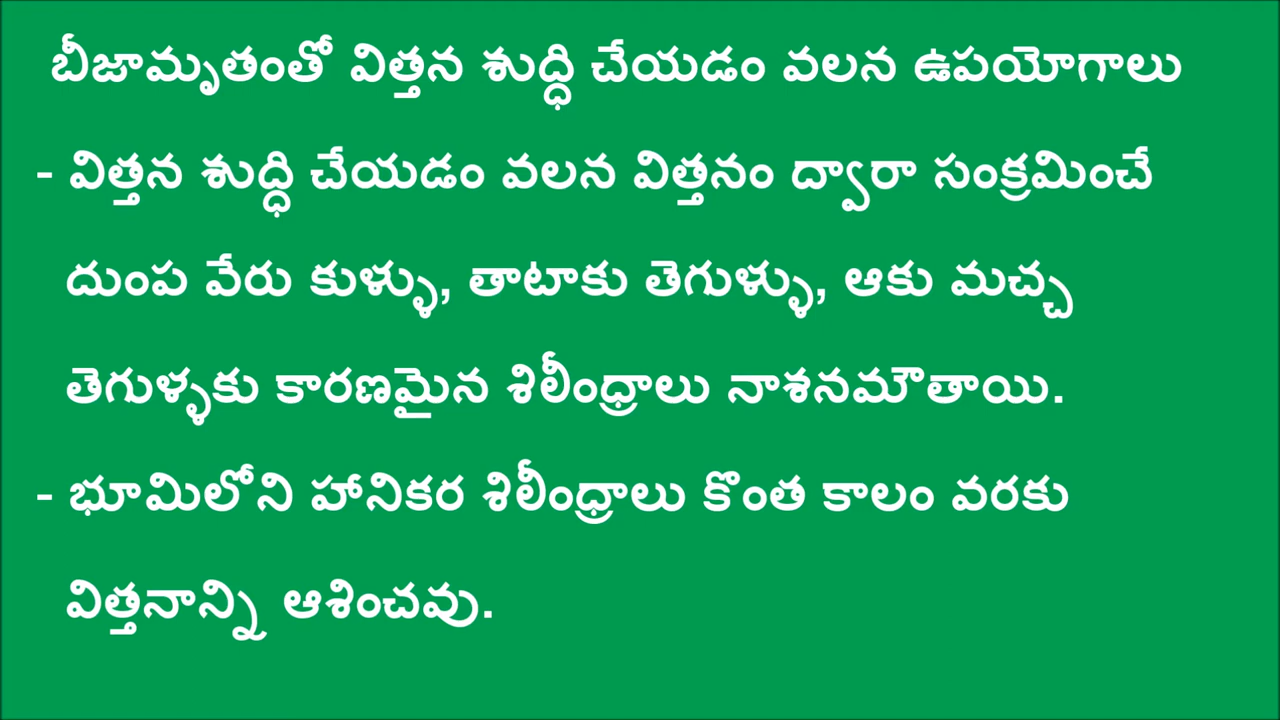 బీజామృతంతో విత్తన శుద్ధి చేయడం వలన ఉపయోగాలు
- విత్తన శుద్ధి చేయడం వలన విత్తనం ద్వారా సంక్రమించే
దుంప వేరు కుళ్ళు, తాటాకు తెగుళ్ళు, ఆకు మచ్చ
తెగుళ్ళకు కారణమైన శిలీంధ్రాలు నాశనమౌతాయి.
- భూమిలోని హానికర శిలీంధ్రాలు కొంత కాలం వరకు
విత్తనాన్ని ఆశించవు.